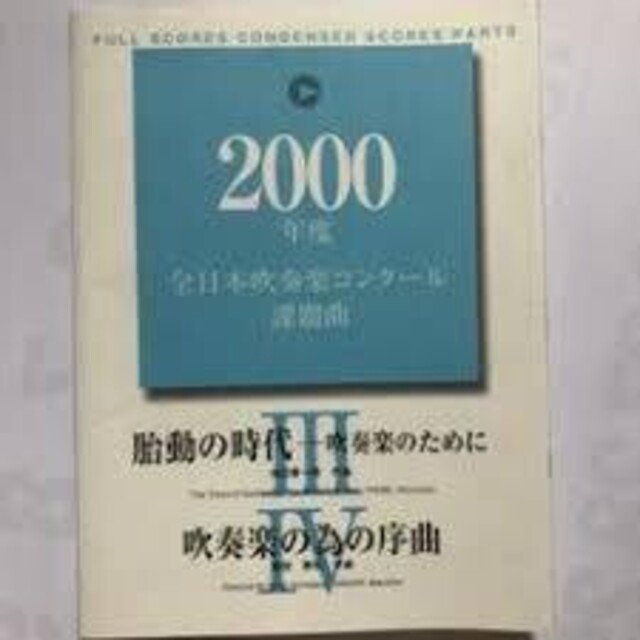 FULL SCORES CONDENSED SCORES PARTS
2000
年度
全日本吹奏楽コンクール
課題曲
III
胎動の時代—吹奏楽のために
IV
吹奏楽の為の序曲